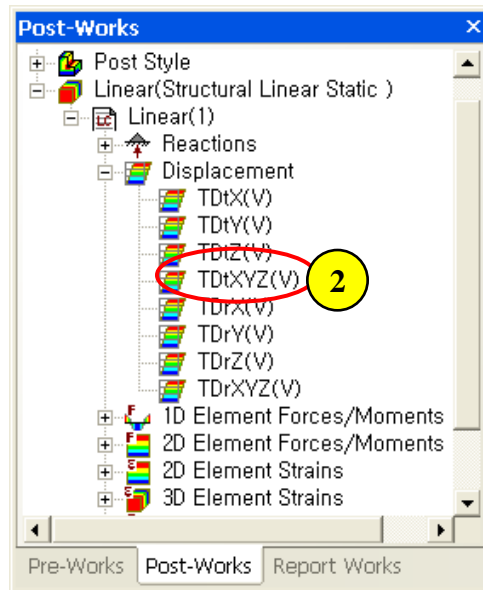 Post-Works
Post Style
Linear(Structural Linear Static )
LC Linear(1)
Reactions
Displacement
TDtX(V)
TDtY(V)
TDtZ(V)
TDtXYZ(V) 2
TDrX(V)
TDrY(V)
TDrZ(V)
TDrXYZ(V)
F 1D Element Forces/Moments
F 2D Element Forces/Moments
E 2D Element Strains
E 3D Element Strains
Pre-Works Post-Works Report Works